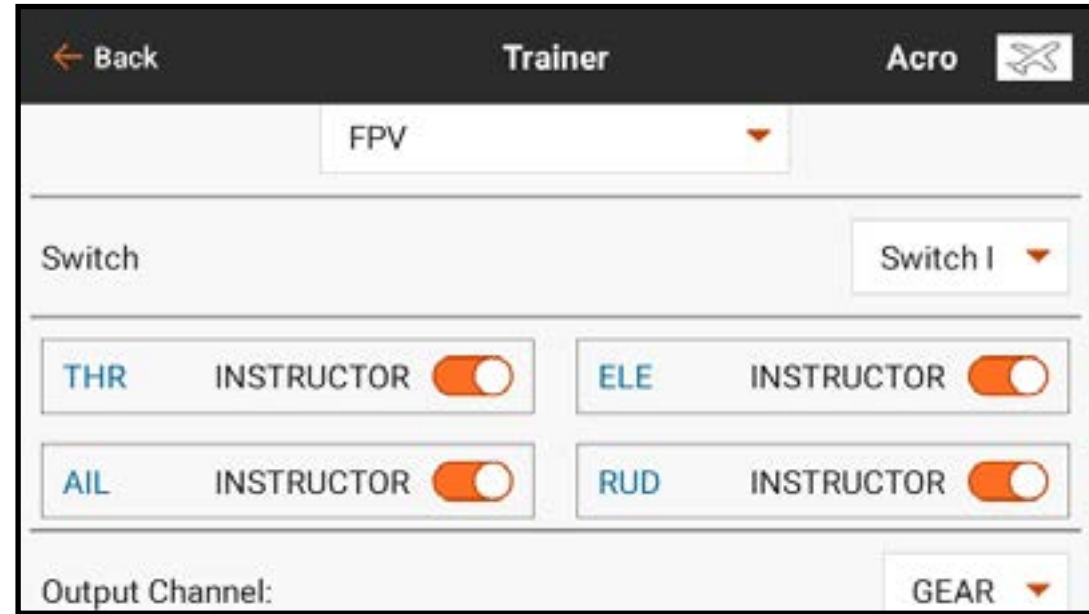 Back Trainer Acro
FPV
Switch Switch I
THR INSTRUCTOR ELE INSTRUCTOR
AIL INSTRUCTOR RUD INSTRUCTOR
Output Channel: GEAR